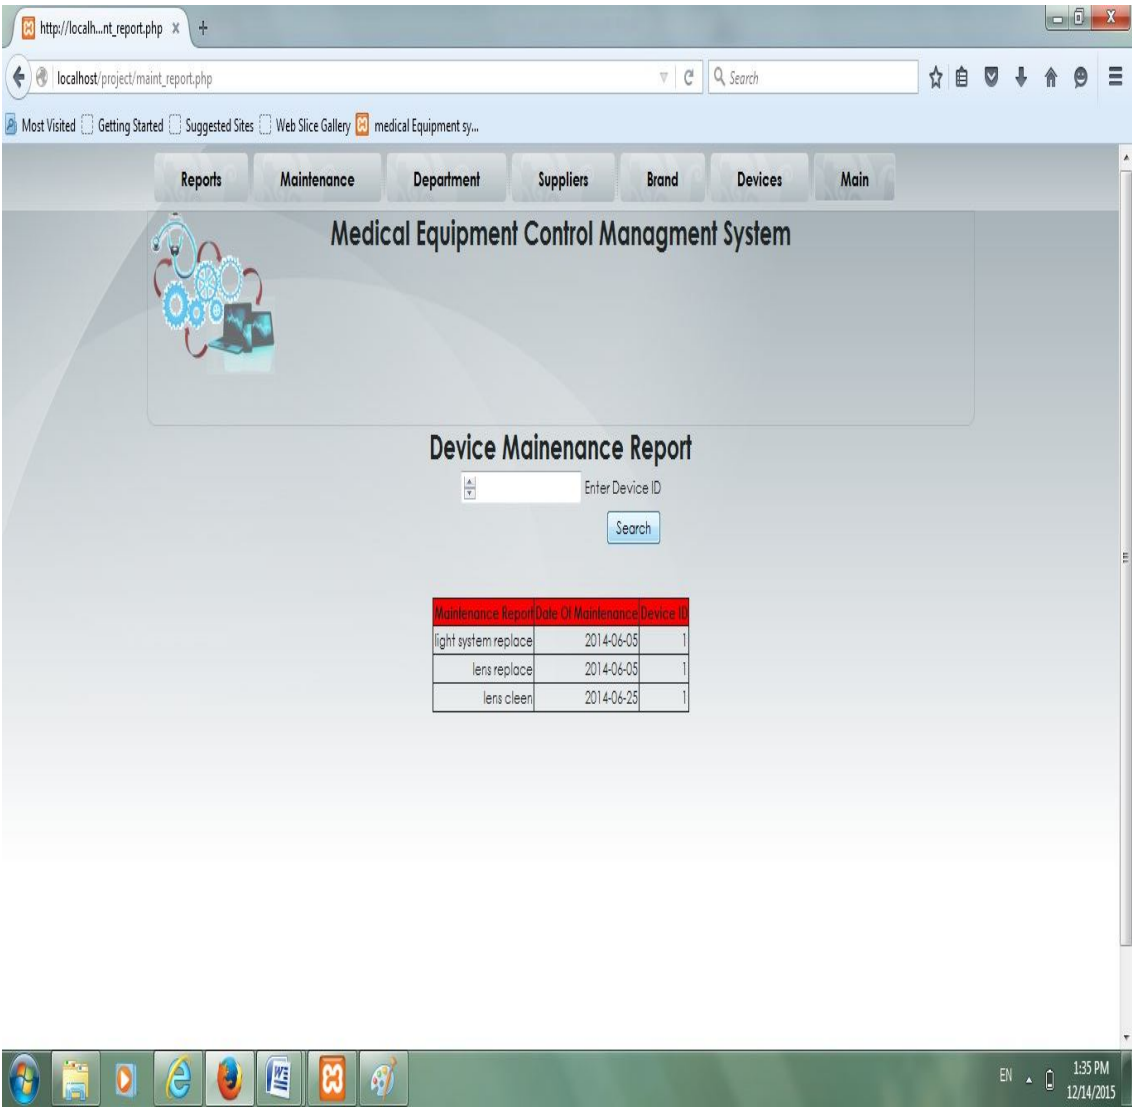 http://localh...nt_report.php x +
localhost/project/maint_report.php
Search
Most Visited Getting Started Suggested Sites Web Slice Gallery medical Equipment sy...
Reports Maintenance Department Suppliers Brand Devices Main
Medical Equipment Control Managment System
Device Mainenance Report
Enter Device ID
Search
Maintenance Report Date Of Maintenance Device ID
light system replace 2014-06-05 1
lens replace 2014-06-05 1
lens cleen 2014-06-25 1
EN 1:35 PM
12/14/2015